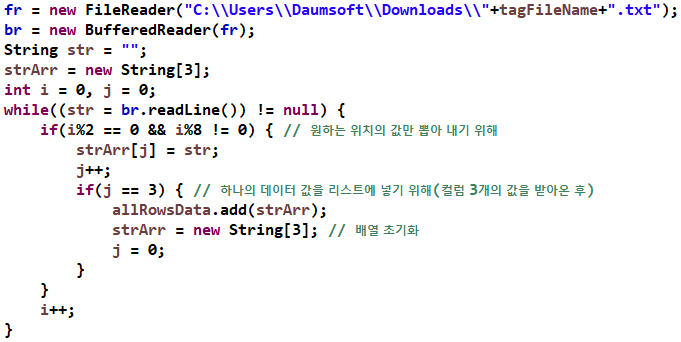 fr = new FileReader("C:\\Users\\Daumsoft\\Downloads\\"+tagFileName+".txt");
br = new BufferedReader(fr);
String str = "";
strArr = new String[3];
int i = 0, j = 0;
while((str = br.readLine()) != null) {
    if(i%2 == 0 && i%8 != 0) { // 원하는 위치의 값만 뽑아 내기 위해
        strArr[j] = str;
        j++;
        if(j == 3) { // 하나의 데이터 값을 리스트에 넣기 위해(컬럼 3개의 값을 받아온 후)
            allRowsData.add(strArr);
            strArr = new String[3]; // 배열 초기화
            j = 0;
        }
    }
    i++;
}